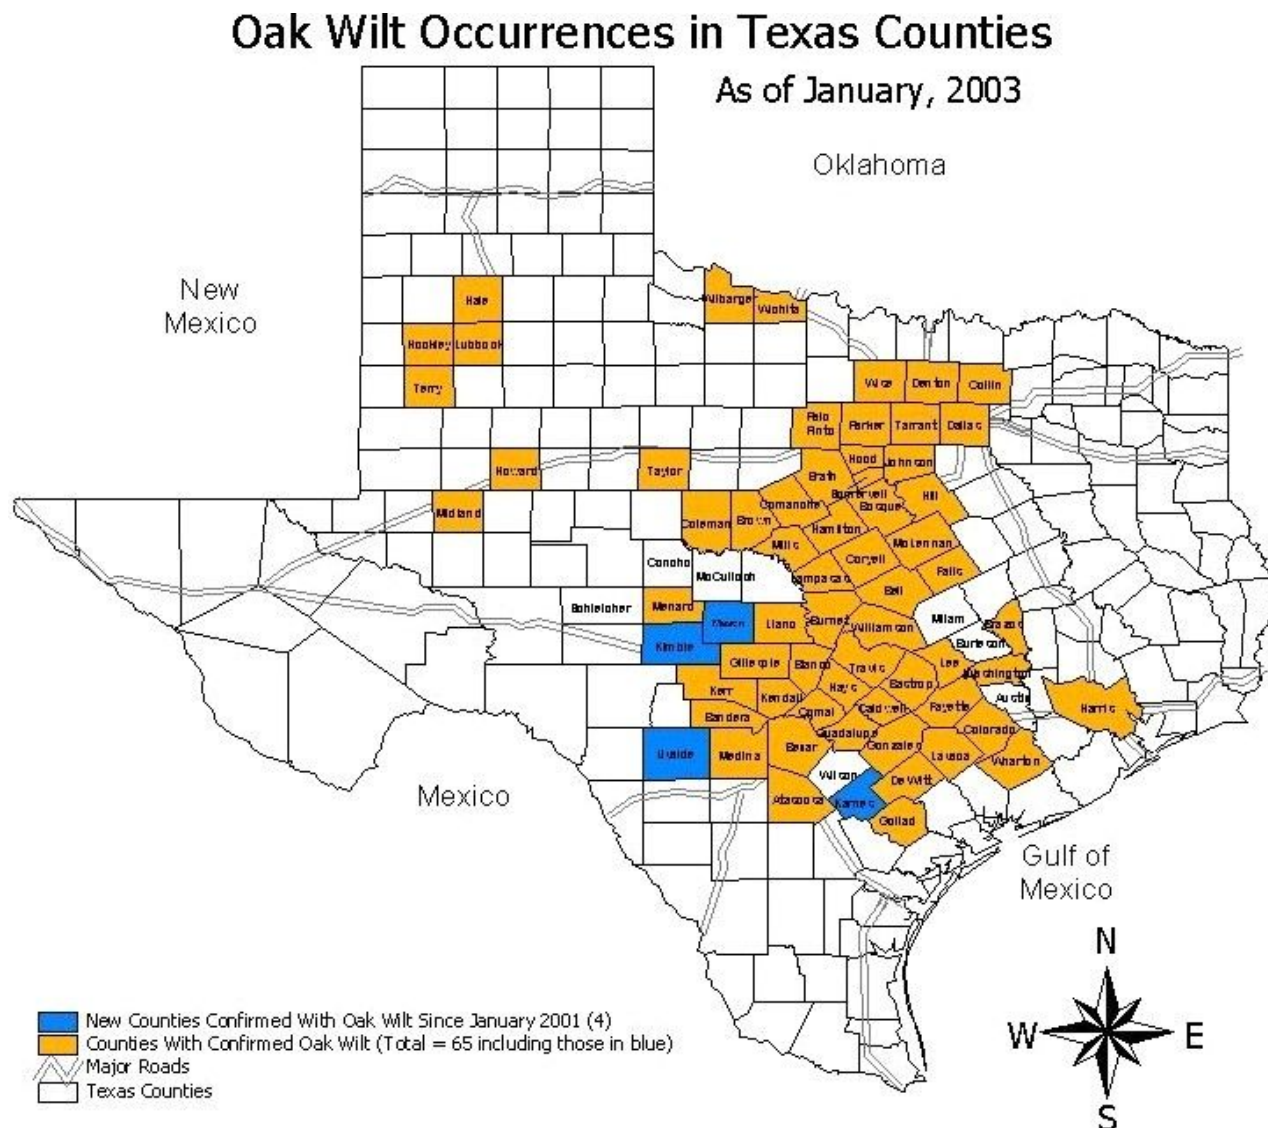 Oak Wilt Occurrences in Texas Counties
As of January, 2003
Oklahoma
New
Mexico
Hale
Wilbarger
Wichita
Hockley
Lubbock
Terry
Wise
Denton
Collin
Palo
Pinto
Parker
Tarrant
Dallas
Howard
Taylor
Hood
Johnson
Erath
Somervell
Bosque
Hill
Midland
Coleman
Brown
Comanche
Hamilton
McLennan
Mills
Coryell
Falls
Concho
McCulloch
Lampasas
Bell
Schleicher
Menard
Mason
Llano
Burnet
Williamson
Milam
Brazos
Burleson
Kimble
Gillespie
Blanco
Travis
Lee
Washington
Kerr
Kendall
Hays
Bastrop
Austin
Harris
Bandera
Comal
Caldwell
Fayette
Guadalupe
Colorado
Uvalde
Medina
Bexar
Gonzales
Lavaca
Wharton
Wilson
DeWitt
Atascosa
Karnes
Goliad
Mexico
Gulf of
Mexico
N
W
E
S
New Counties Confirmed With Oak Wilt Since January 2001 (4)
Counties With Confirmed Oak Wilt (Total = 65 including those in blue)
Major Roads
Texas Counties